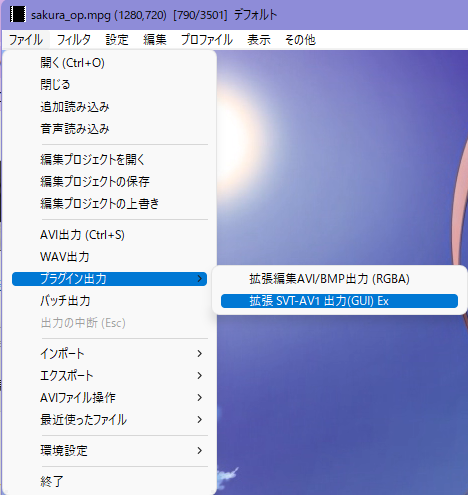 sakura_op.mpg (1280,720) [790/3501] デフォルト
ファイル フィルタ 設定 編集 プロファイル 表示 その他
開く(Ctrl+O)
閉じる
追加読み込み
音声読み込み
編集プロジェクトを開く
編集プロジェクトの保存
編集プロジェクトの上書き
AVI出力 (Ctrl+S)
WAV出力
プラグイン出力
拡張編集AVI/BMP出力 (RGBA)
拡張 SVT-AV1 出力(GUI) Ex
バッチ出力
出力の中断 (Esc)
インポート
エクスポート
AVIファイル操作
最近使ったファイル
環境設定
終了